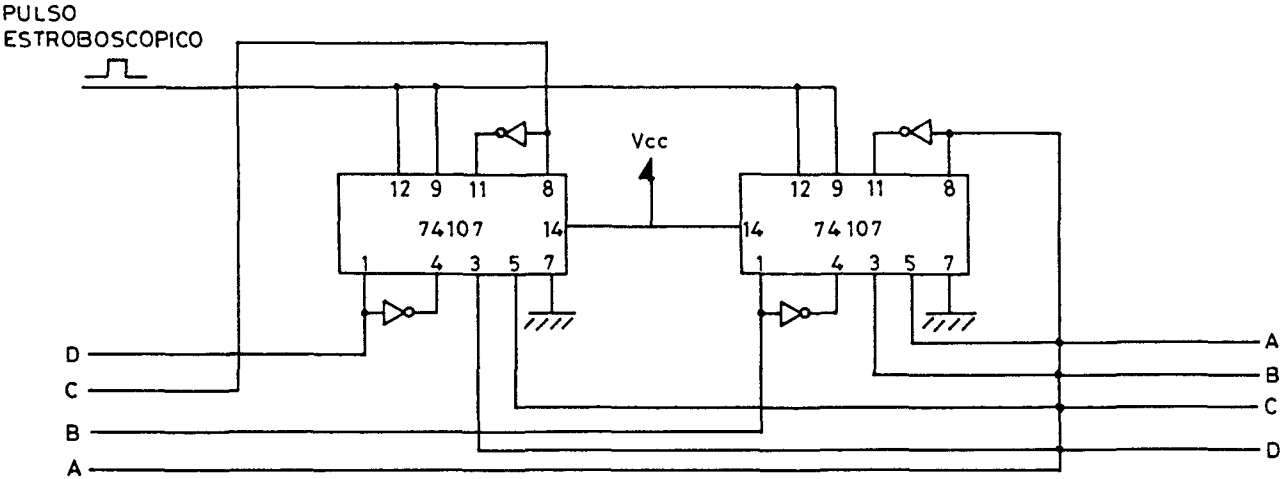 PULSO
ESTROBOSCOPICO
Vcc
12 9 11 8
12 9 11 8
74107 14
14 74107
1 4 3 5 7
1 4 3 5 7
D
C
B
A
A
B
C
D